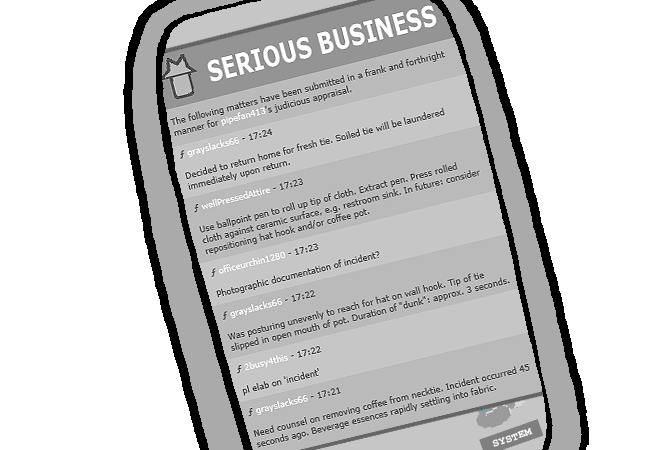 SERIOUS BUSINESS
The following matters have been submitted in a frank and forthright
manner for pipefan413's judicious appraisal.
ƒ grayslacks66 - 17:24
Decided to return home for fresh tie. Soiled tie will be laundered
immediately upon return.
ƒ wellPressedAttire - 17:23
Use ballpoint pen to roll up tip of cloth. Extract pen. Press rolled
cloth against ceramic surface, e.g. restroom sink. In future: consider
repositioning hat hook and/or coffee pot.
ƒ officeurchin1280 - 17:23
Photographic documentation of incident?
ƒ grayslacks66 - 17:22
Was posturing unevenly to reach for hat on wall hook. Tip of tie
slipped in open mouth of pot. Duration of "dunk": approx. 3 seconds.
ƒ 2busy4this - 17:22
pl elab on 'incident'
ƒ grayslacks66 - 17:21
Need counsel on removing coffee from necktie. Incident occurred 45
seconds ago. Beverage essences rapidly settling into fabric.
SYSTEM